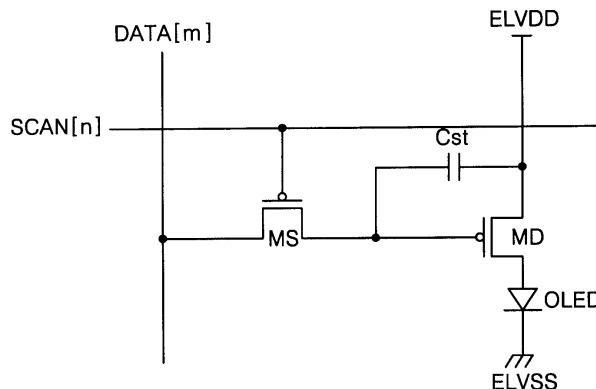 ELVDD
DATA[m]
SCAN[n]
Cst
MS
MD
OLED
ELVSS